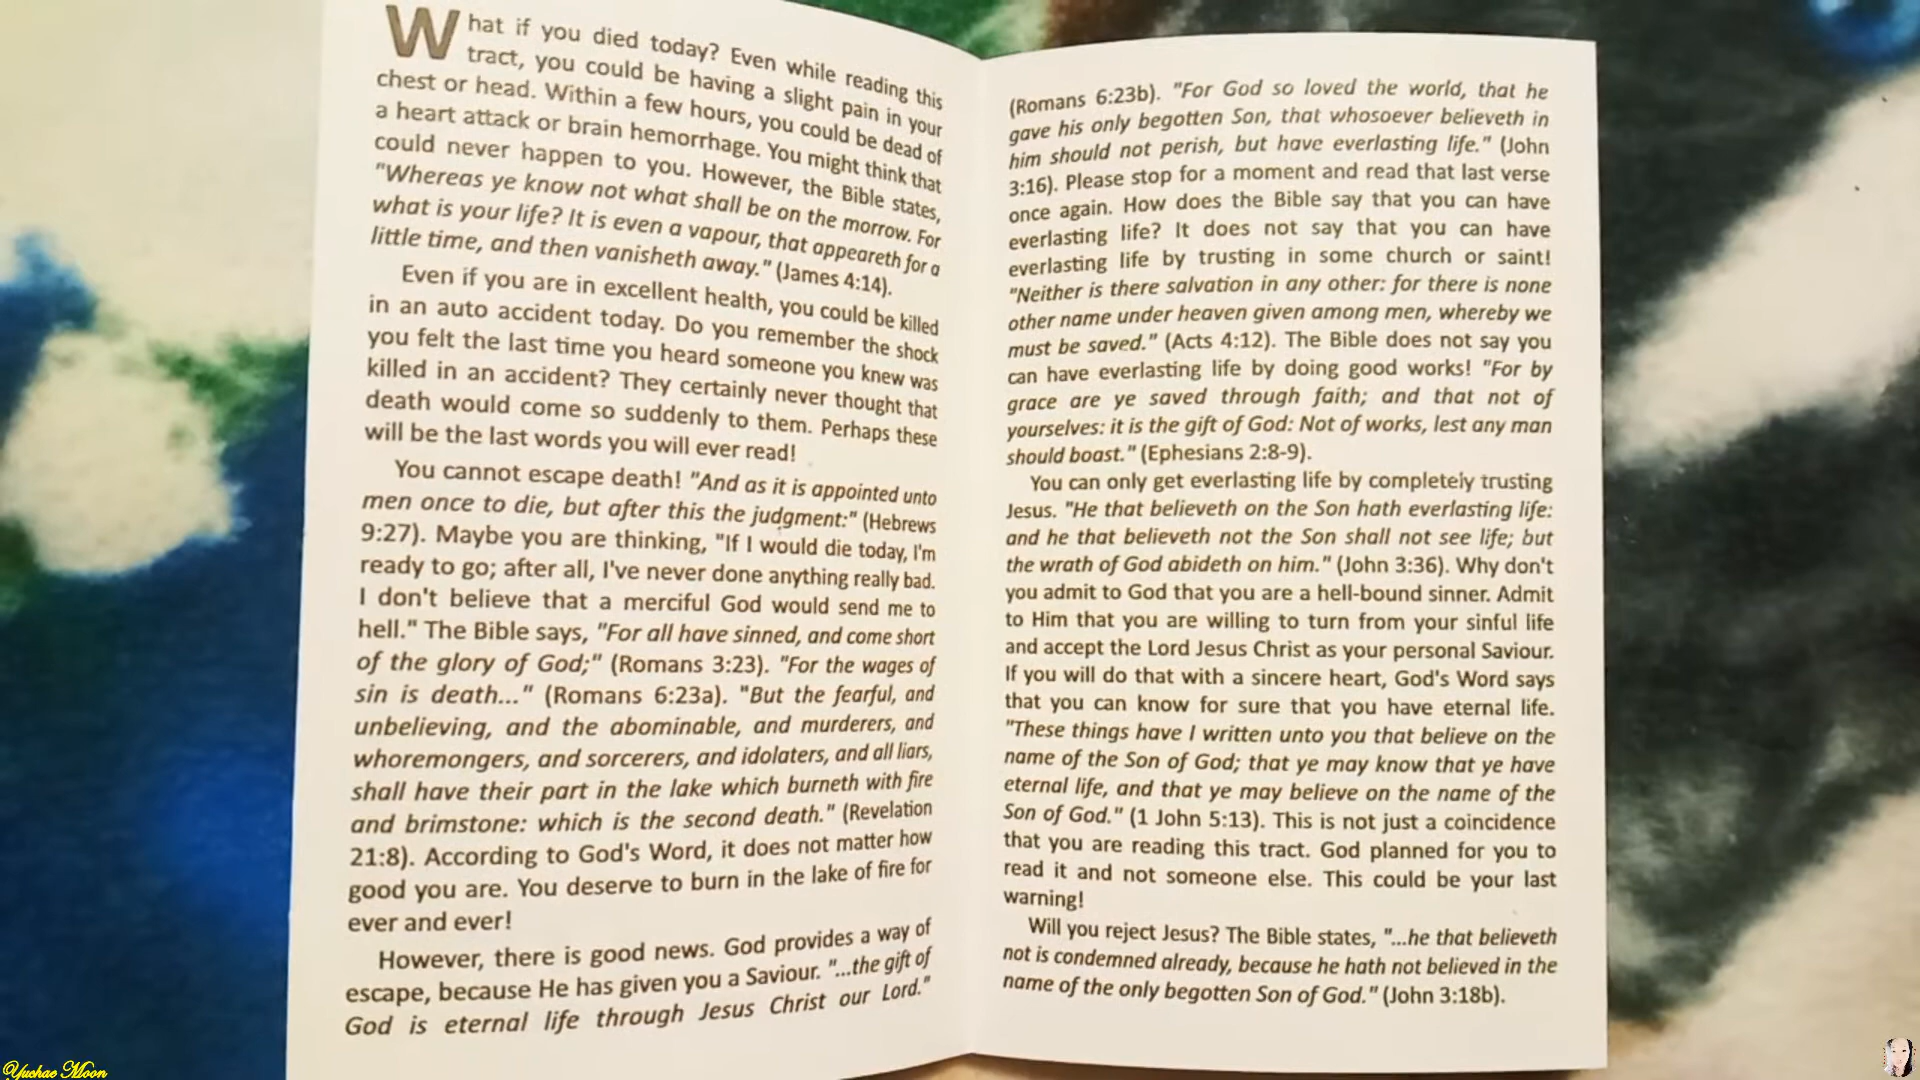 What if you died today? Even while reading this
tract, you could be having a slight pain in your
chest or head. Within a few hours, you could be dead of
a heart attack or brain hemorrhage. You might think that
could never happen to you. However, the Bible states,
"Whereas ye know not what shall be on the morrow. For
what is your life? It is even a vapour, that appeareth for a
little time, and then vanisheth away." (James 4:14).
Even if you are in excellent health, you could be killed
in an auto accident today. Do you remember the shock
you felt the last time you heard someone you knew was
killed in an accident? They certainly never thought that
death would come so suddenly to them. Perhaps these
will be the last words you will ever read!
You cannot escape death! "And as it is appointed unto
men once to die, but after this the judgment:" (Hebrews
9:27). Maybe you are thinking, "If I would die today, I'm
ready to go; after all, I've never done anything really bad.
I don't believe that a merciful God would send me to
hell." The Bible says, "For all have sinned, and come short
of the glory of God;" (Romans 3:23). "For the wages of
sin is death..." (Romans 6:23a). "But the fearful, and
unbelieving, and the abominable, and murderers, and
whoremongers, and sorcerers, and idolaters, and all liars,
shall have their part in the lake which burneth with fire
and brimstone: which is the second death." (Revelation
21:8). According to God's Word, it does not matter how
good you are. You deserve to burn in the lake of fire for
ever and ever!
However, there is good news. God provides a way of
escape, because He has given you a Saviour. "...the gift of
God is eternal life through Jesus Christ our Lord."
(Romans 6:23b). "For God so loved the world, that he
gave his only begotten Son, that whosoever believeth in
him should not perish, but have everlasting life." (John
3:16). Please stop for a moment and read that last verse
once again. How does the Bible say that you can have
everlasting life? It does not say that you can have
everlasting life by trusting in some church or saint!
"Neither is there salvation in any other: for there is none
other name under heaven given among men, whereby we
must be saved." (Acts 4:12). The Bible does not say you
can have everlasting life by doing good works! "For by
grace are ye saved through faith; and that not of
yourselves: it is the gift of God: Not of works, lest any man
should boast." (Ephesians 2:8-9).
You can only get everlasting life by completely trusting
Jesus. "He that believeth on the Son hath everlasting life:
and he that believeth not the Son shall not see life; but
the wrath of God abideth on him." (John 3:36). Why don't
you admit to God that you are a hell-bound sinner. Admit
to Him that you are willing to turn from your sinful life
and accept the Lord Jesus Christ as your personal Saviour.
If you will do that with a sincere heart, God's Word says
that you can know for sure that you have eternal life.
"These things have I written unto you that believe on the
name of the Son of God; that ye may know that ye have
eternal life, and that ye may believe on the name of the
Son of God." (1 John 5:13). This is not just a coincidence
that you are reading this tract. God planned for you to
read it and not someone else. This could be your last
warning!
Will you reject Jesus? The Bible states, "...he that believeth
not is condemned already, because he hath not believed in the
name of the only begotten Son of God." (John 3:18b).
Yuchae Moon